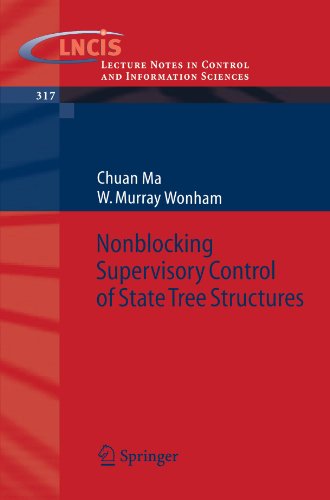 LNCIS
LECTURE NOTES IN CONTROL
AND INFORMATION SCIENCES
317
Chuan Ma
W. Murray Wonham
Nonblocking
Supervisory Control
of State Tree Structures
Springer